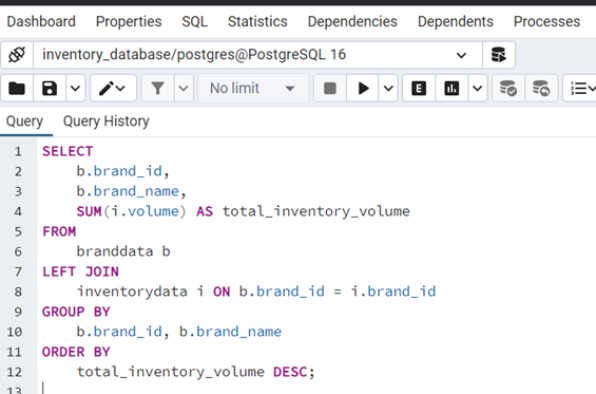 Dashboard Properties SQL Statistics Dependencies Dependents Processes
inventory_database/postgres@PostgreSQL 16
No limit
E
Query Query History
1 SELECT
2     b.brand_id,
3     b.brand_name,
4     SUM(i.volume) AS total_inventory_volume
5 FROM
6     branddata b
7 LEFT JOIN
8     inventorydata i ON b.brand_id = i.brand_id
9 GROUP BY
10     b.brand_id, b.brand_name
11 ORDER BY
12     total_inventory_volume DESC;
13